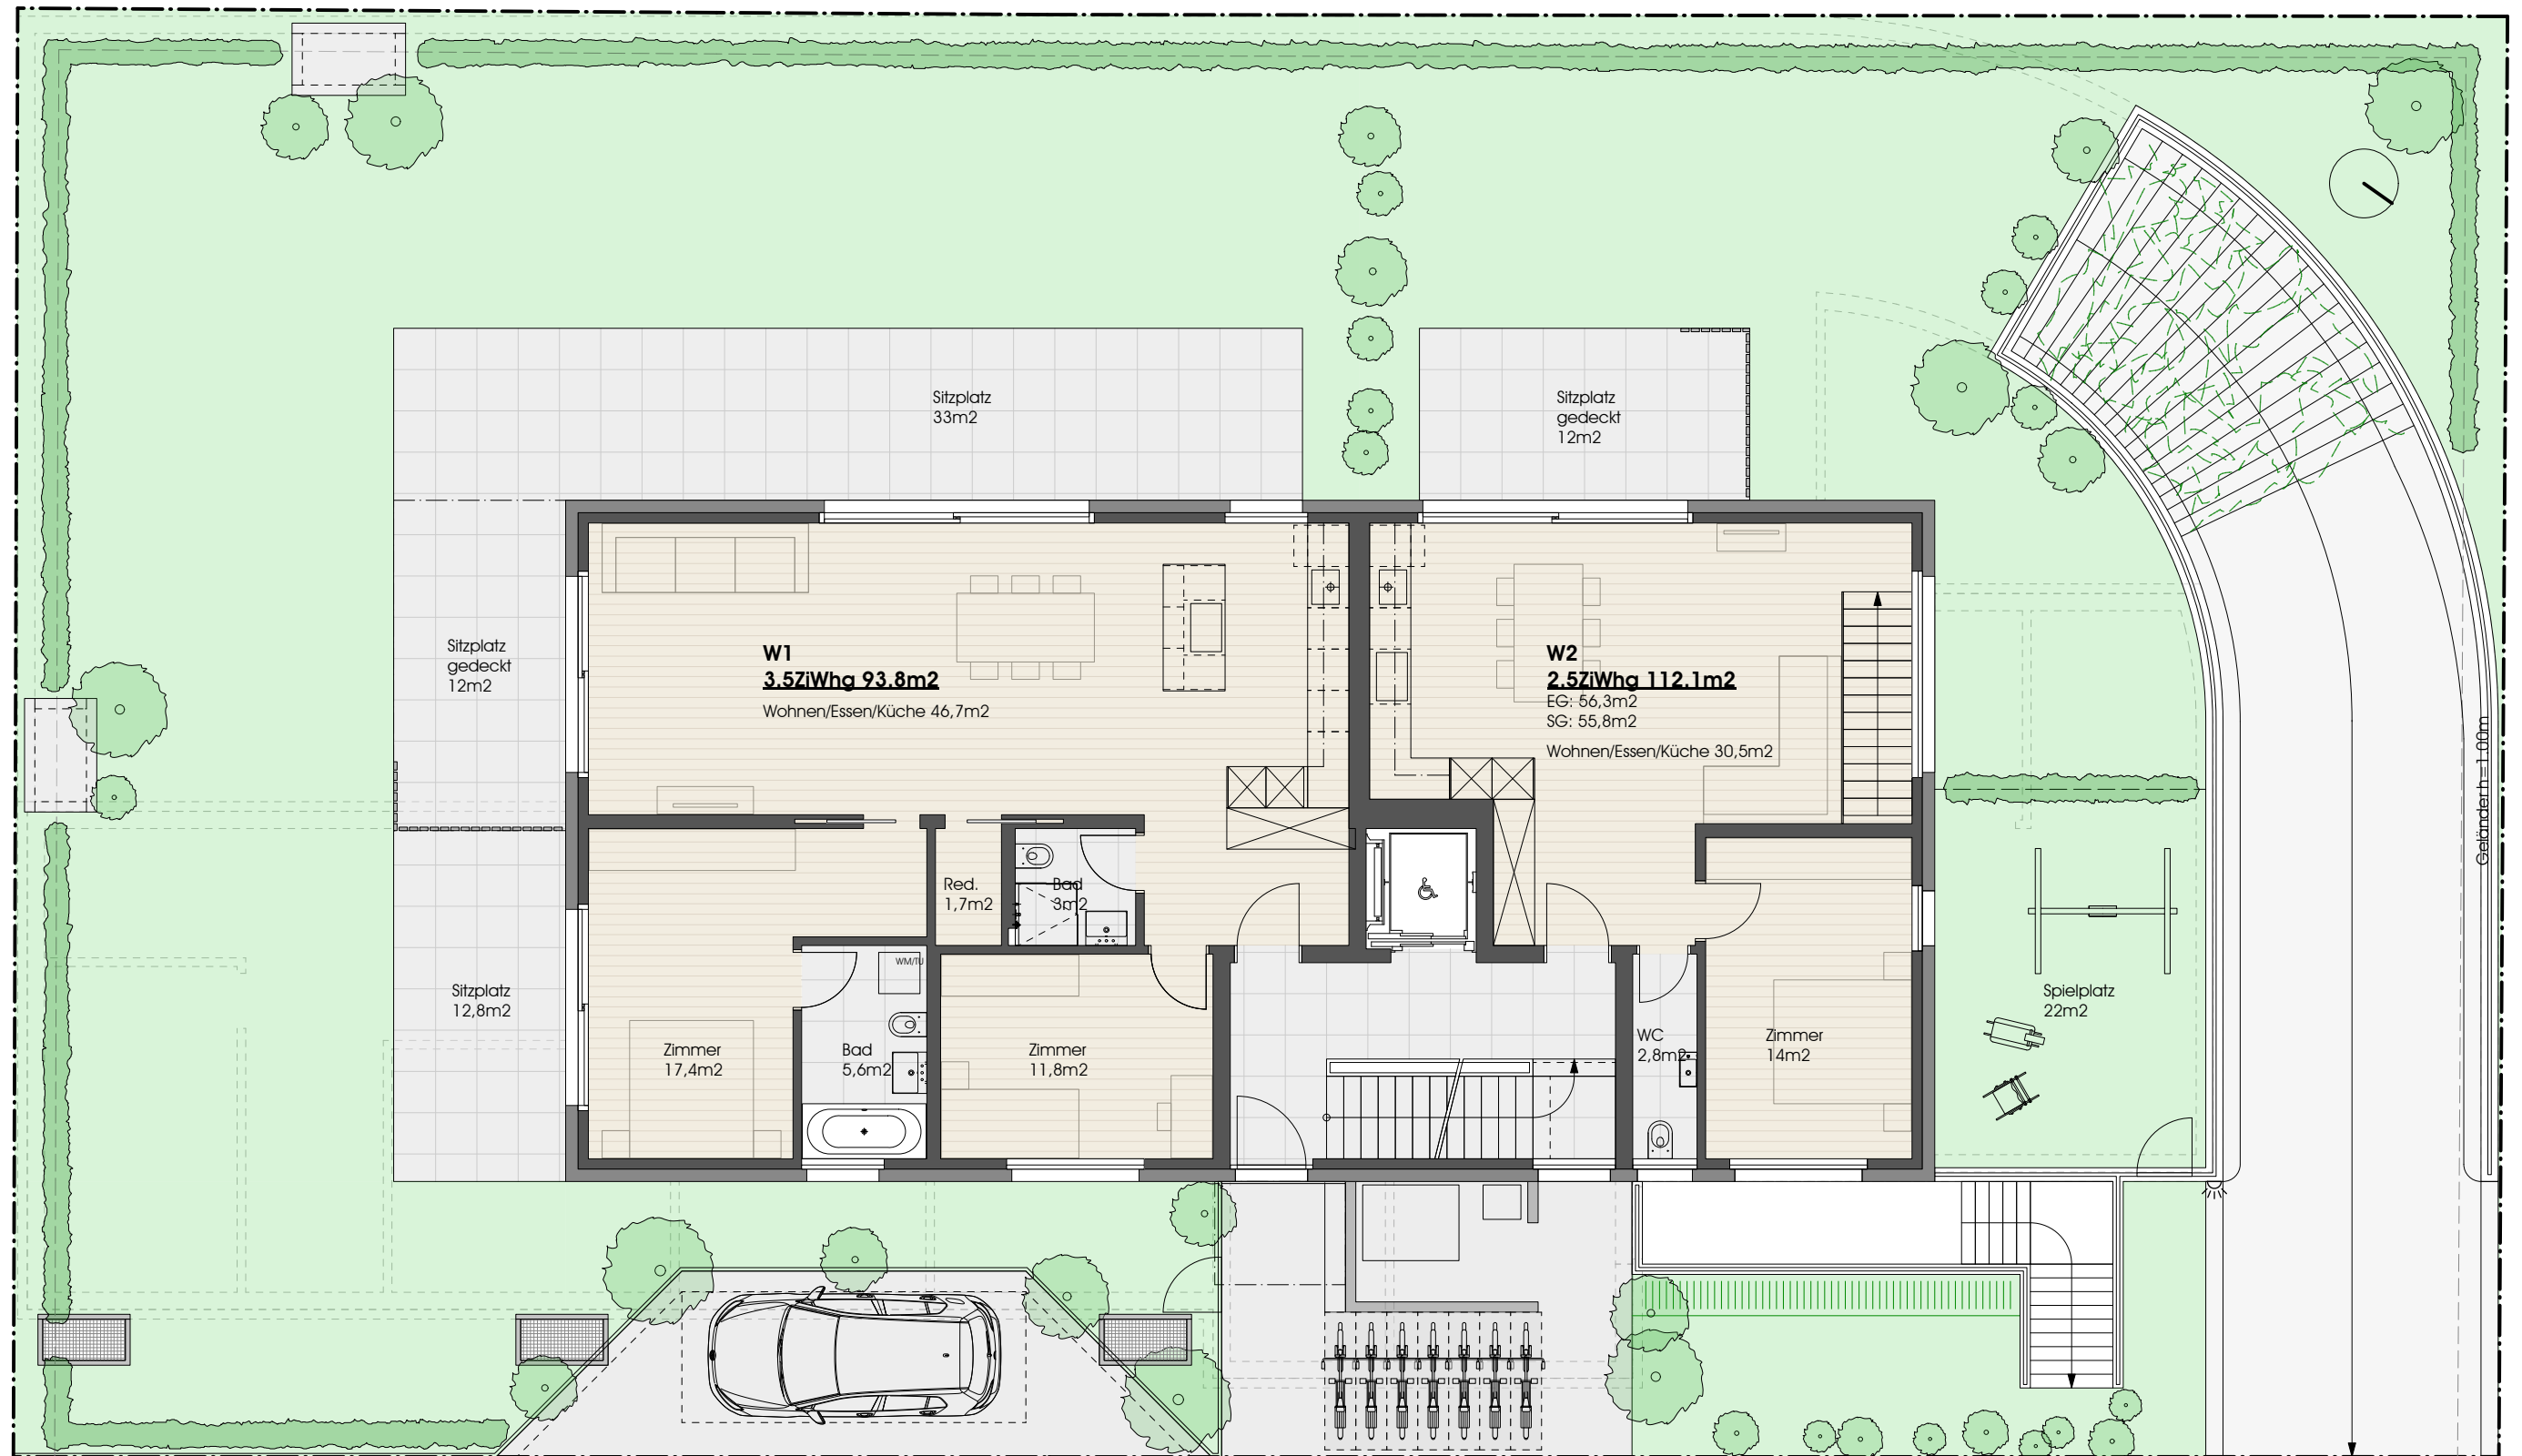 Sitzplatz
33m2
Sitzplatz
gedeckt
12m2
Sitzplatz
gedeckt
12m2
W1
3.5ZiWhg 93.8m2
Wohnen/Essen/Küche 46,7m2
W2
2.5ZiWhg 112.1m2
EG: 56,3m2
SG: 55,8m2
Wohnen/Essen/Küche 30,5m2
Geländer h=1.00m
Red.
1,7m2
Bad
3m2
WM/TU
Sitzplatz
12,8m2
Spielplatz
22m2
Zimmer
17,4m2
Bad
5,6m2
Zimmer
11,8m2
WC
2,8m2
Zimmer
14m2